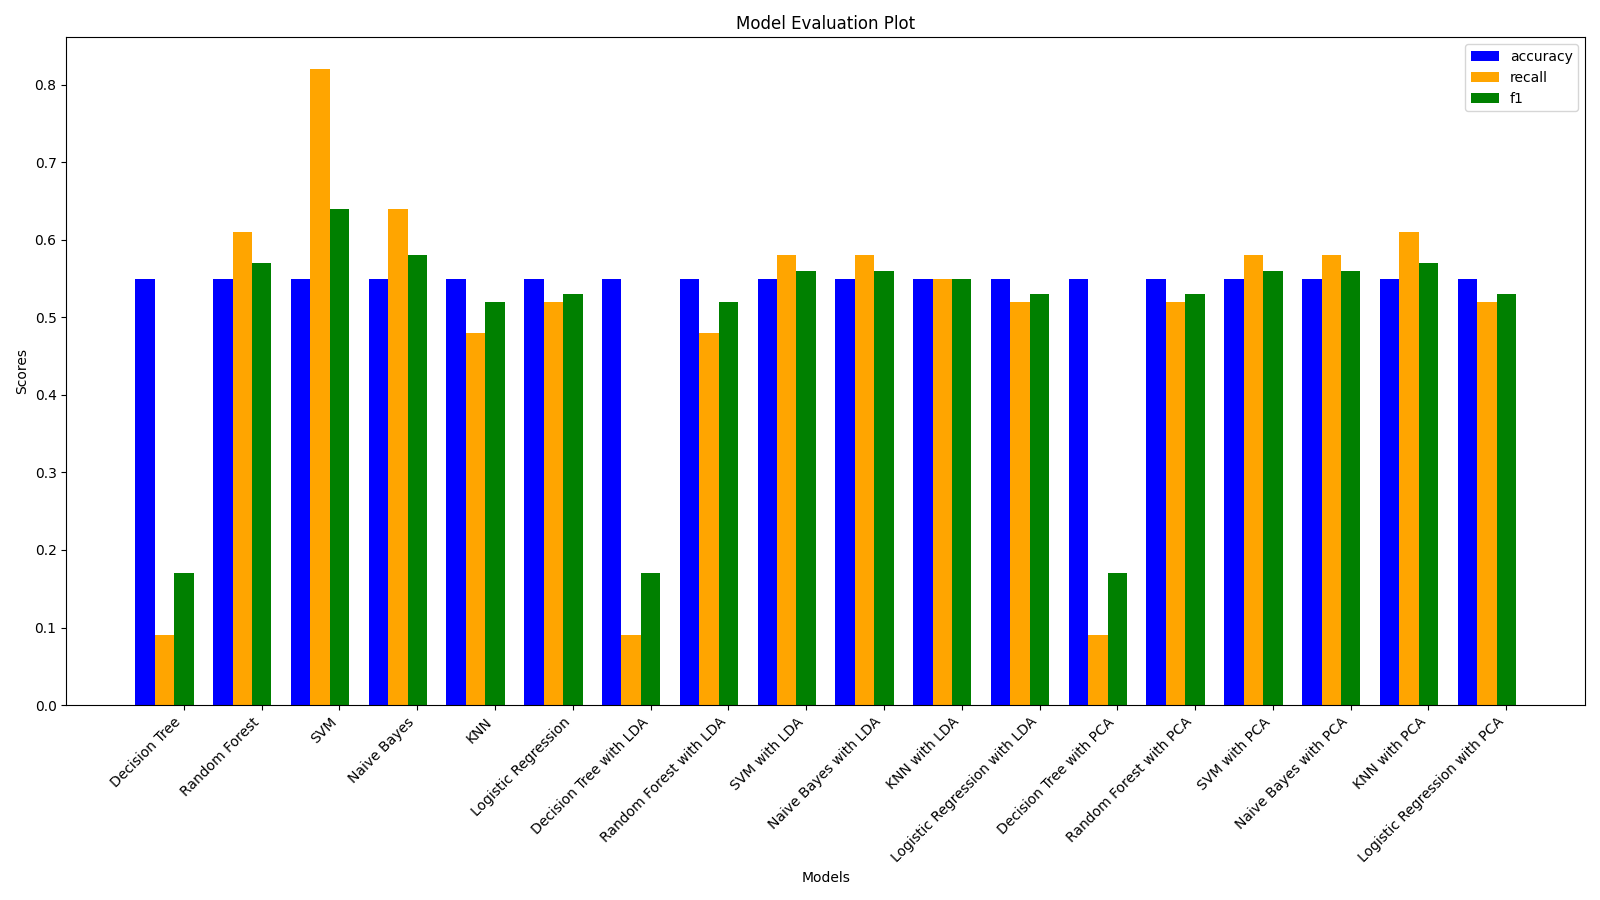 Model Evaluation Plot
accuracy
recall
f1
Scores
0.8
0.7
0.6
0.5
0.4
0.3
0.2
0.1
0.0
Decision Tree
Random Forest
SVM
Naive Bayes
KNN
Logistic Regression
Decision Tree with LDA
Random Forest with LDA
SVM with LDA
Naive Bayes with LDA
KNN with LDA
Logistic Regression with LDA
Decision Tree with PCA
Random Forest with PCA
SVM with PCA
Naive Bayes with PCA
KNN with PCA
Logistic Regression with PCA
Models